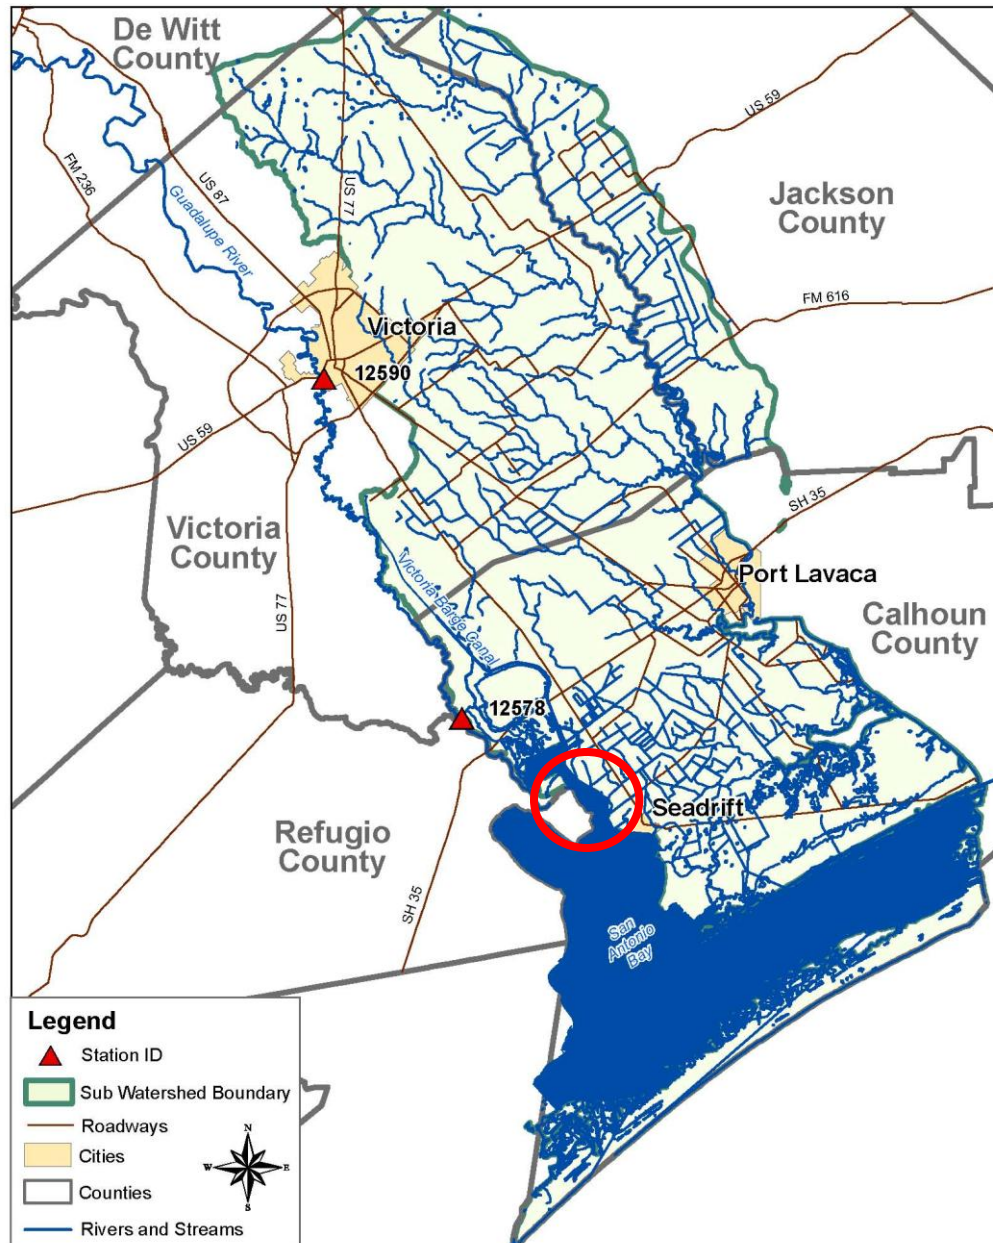 De Witt
County
US 59
FM 236
US 87
US 77
Guadalupe River
Jackson
County
FM 616
Victoria
12590
US 59
SH 35
Victoria
County
Victoria Barge Canal
Port Lavaca
US 77
Calhoun
County
12578
Seadrift
Refugio
County
SH 35
San
Antonio
Bay
Legend
Station ID
Sub Watershed Boundary
Roadways
Cities
Counties
Rivers and Streams
N
W
E
S